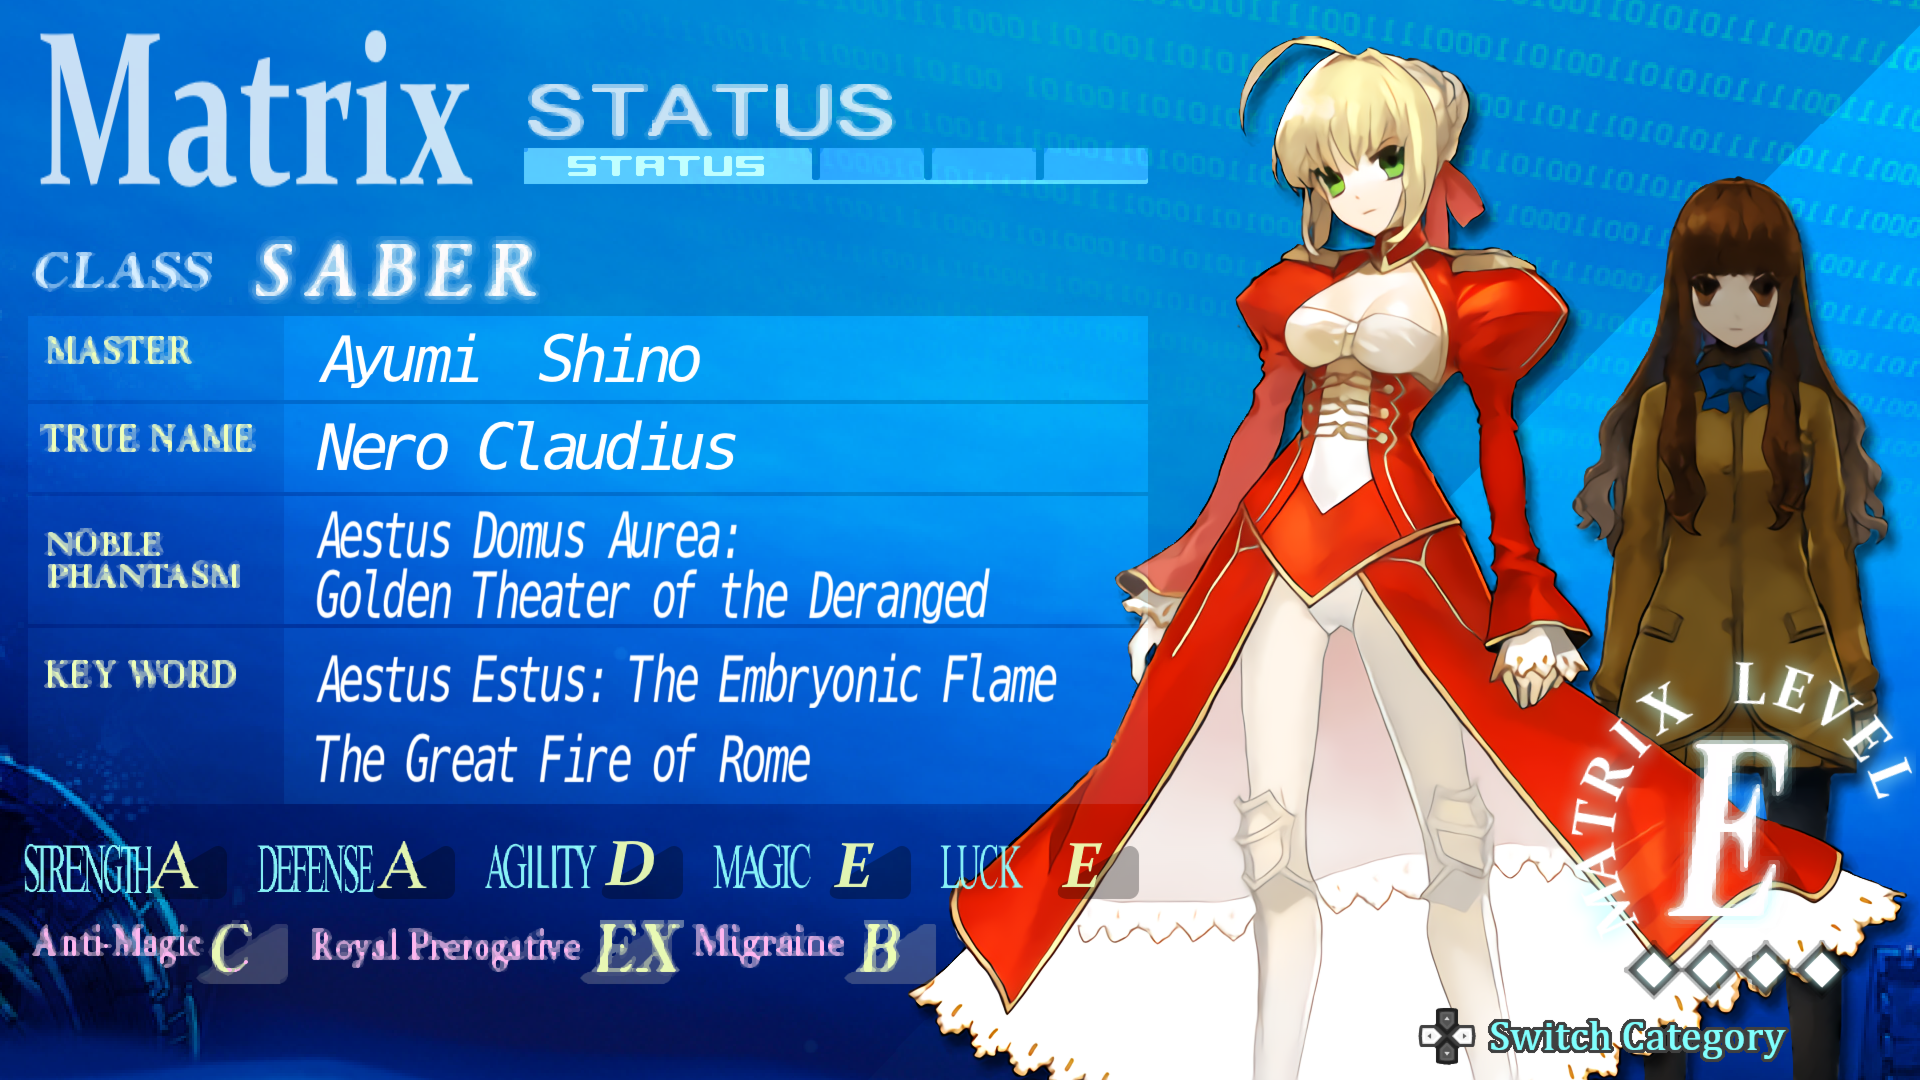 Matrix
STATUS
STATUS
CLASS SABER
MASTER Ayumi Shino
TRUE NAME Nero Claudius
NOBLE PHANTASM
Aestus Domus Aurea:
Golden Theater of the Deranged
KEY WORD Aestus Estus: The Embryonic Flame
The Great Fire of Rome
STRENGTH A DEFENSE A AGILITY D MAGIC E LUCK E
Anti-Magic C Royal Prerogative EX Migraine B
MATRIX LEVEL
E
Switch Category